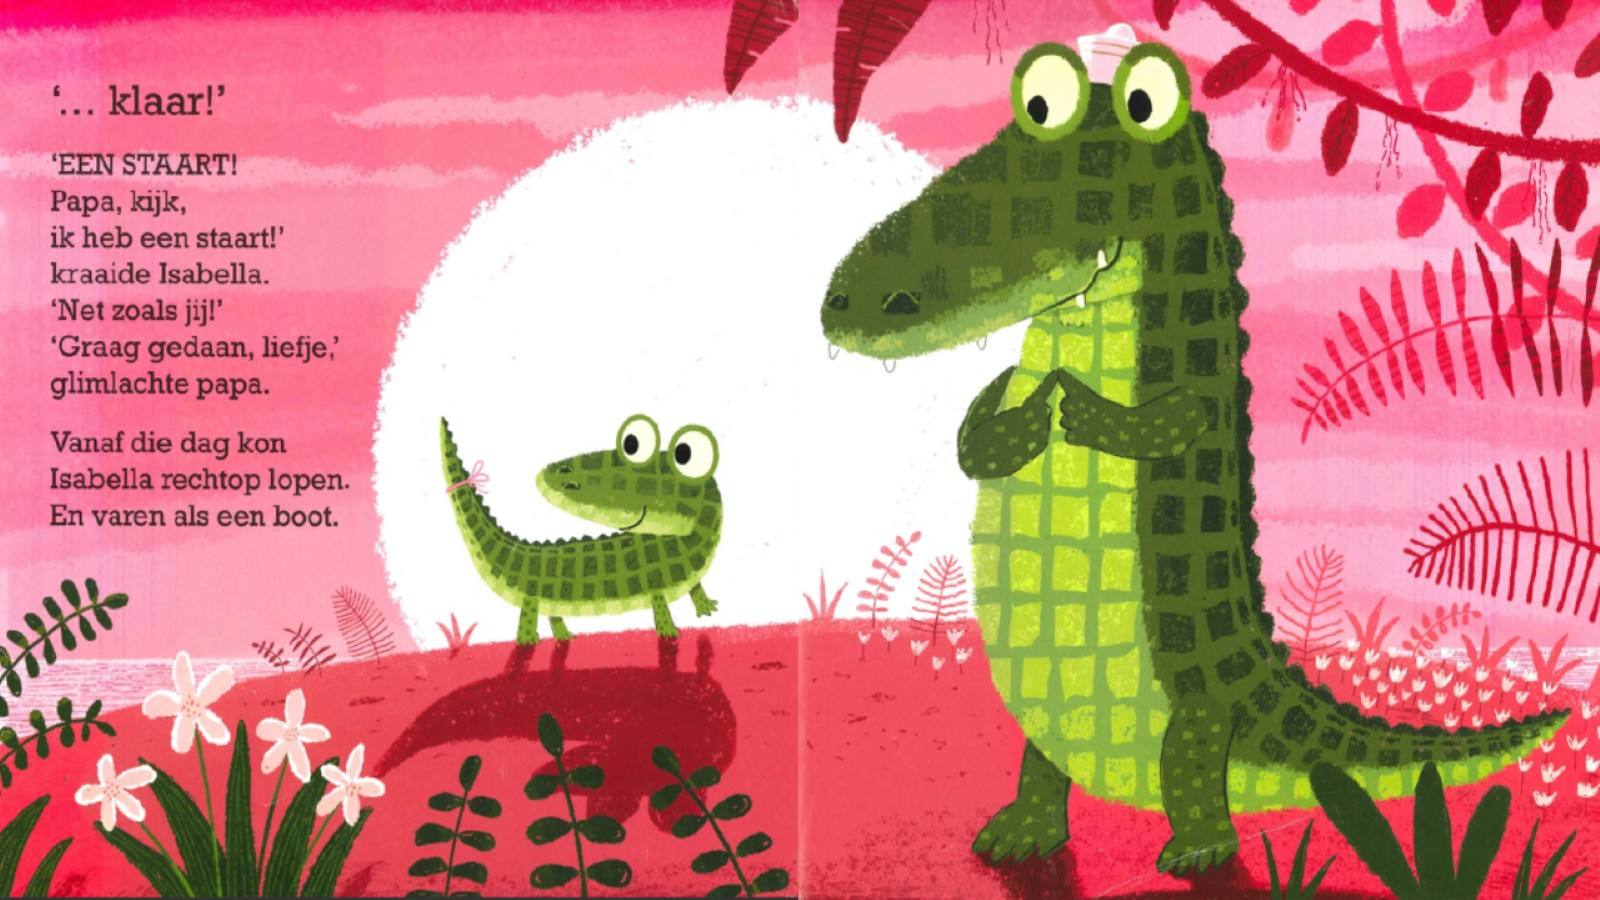 ‘... klaar!’
‘EEN STAART!
Papa, kijk,
ik heb een staart!’
kraaide Isabella.
‘Net zoals jij!’
‘Graag gedaan, liefje,’
glimlachte papa.
Vanaf die dag kon
Isabella rechtop lopen.
En varen als een boot.